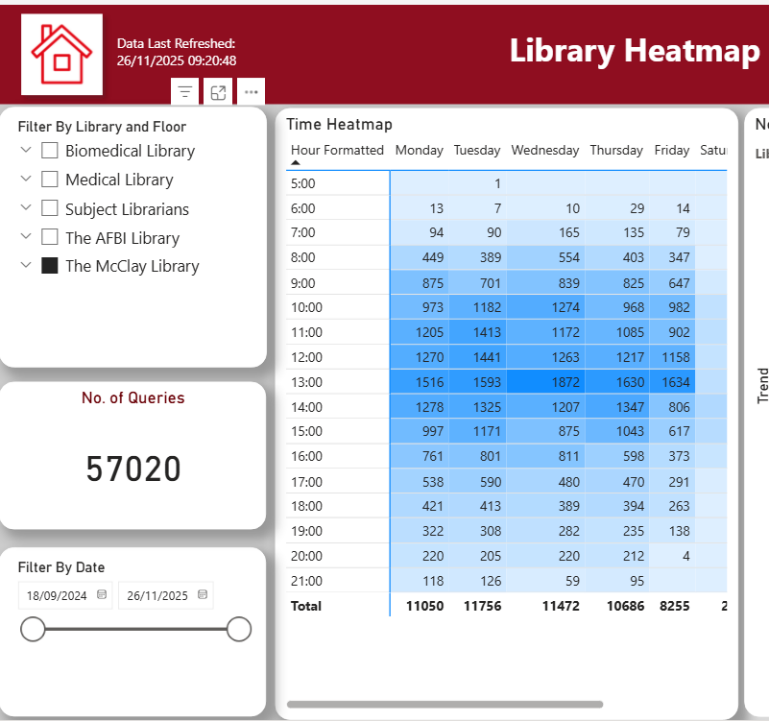 Data Last Refreshed:
26/11/2025 09:20:48
Library Heatmap
Filter By Library and Floor
Biomedical Library
Medical Library
Subject Librarians
The AFBI Library
The McClay Library
No. of Queries
57020
Filter By Date
18/09/2024 26/11/2025
Time Heatmap
Hour Formatted Monday Tuesday Wednesday Thursday Friday Satu
5:00 1
6:00 13 7 10 29 14
7:00 94 90 165 135 79
8:00 449 389 554 403 347
9:00 875 701 839 825 647
10:00 973 1182 1274 968 982
11:00 1205 1413 1172 1085 902
12:00 1270 1441 1263 1217 1158
13:00 1516 1593 1872 1630 1634
14:00 1278 1325 1207 1347 806
15:00 997 1171 875 1043 617
16:00 761 801 811 598 373
17:00 538 590 480 470 291
18:00 421 413 389 394 263
19:00 322 308 282 235 138
20:00 220 205 220 212 4
21:00 118 126 59 95
Total 11050 11756 11472 10686 8255 2
Trend